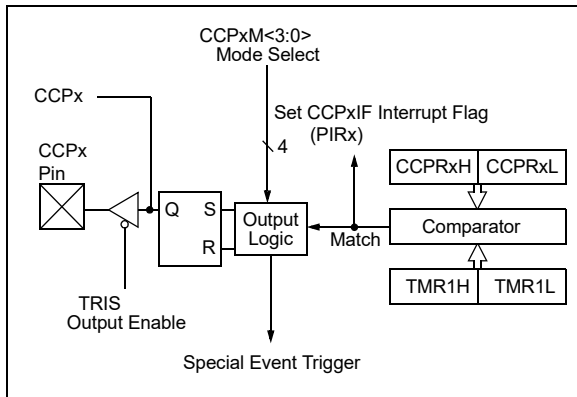 CCPxM<3:0>
Mode Select
CCPx
Set CCPxIF Interrupt Flag
(PIRx)
4
CCPx
Pin
CCPRxH CCPRxL
Q S
R
Output
Logic
Match
Comparator
TMR1H TMR1L
TRIS
Output Enable
Special Event Trigger